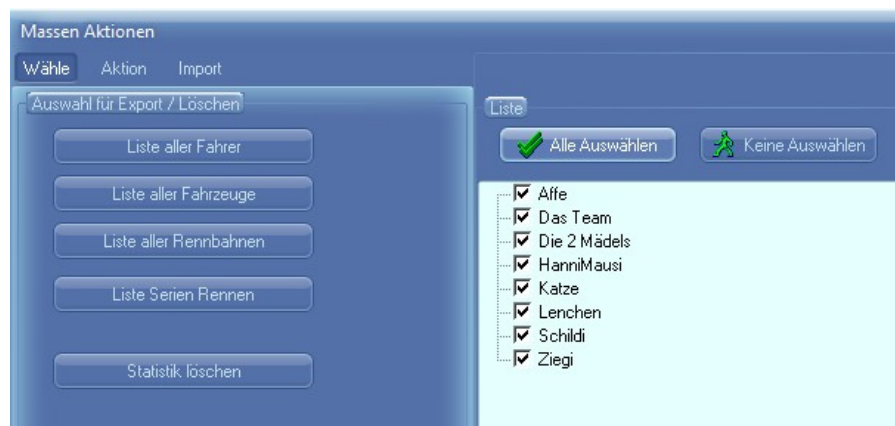 Massen Aktionen
Wähle Aktion Import
Auswahl für Export / Löschen
Liste aller Fahrer
Liste aller Fahrzeuge
Liste aller Rennbahnen
Liste Serien Rennen
Statistik löschen
Liste
Alle Auswählen Keine Auswählen
Affe
Das Team
Die 2 Mädels
HanniMausi
Katze
Lenchen
Schildi
Ziegi